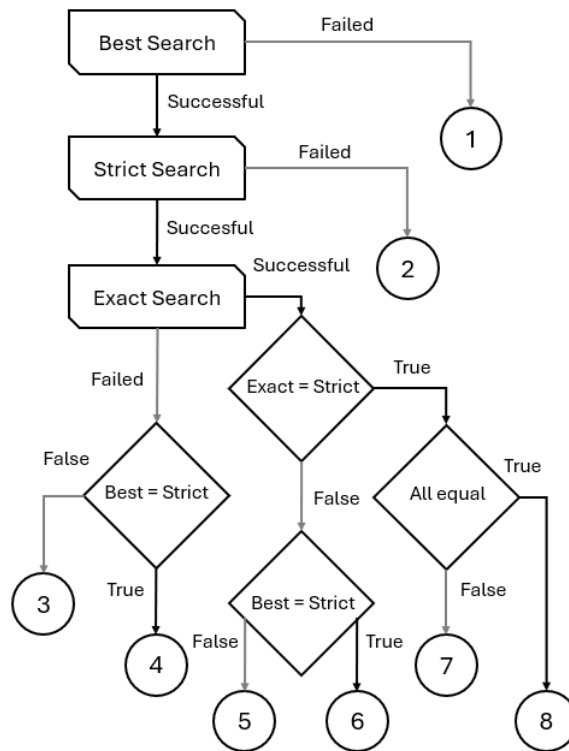 Best Search
Failed
Successful
1
Strict Search
Failed
Succesful
2
Exact Search
Successful
Failed
Exact = Strict
True
False
Best = Strict
False
All equal
True
True
3
4
Best = Strict
False
False
True
5
6
7
8